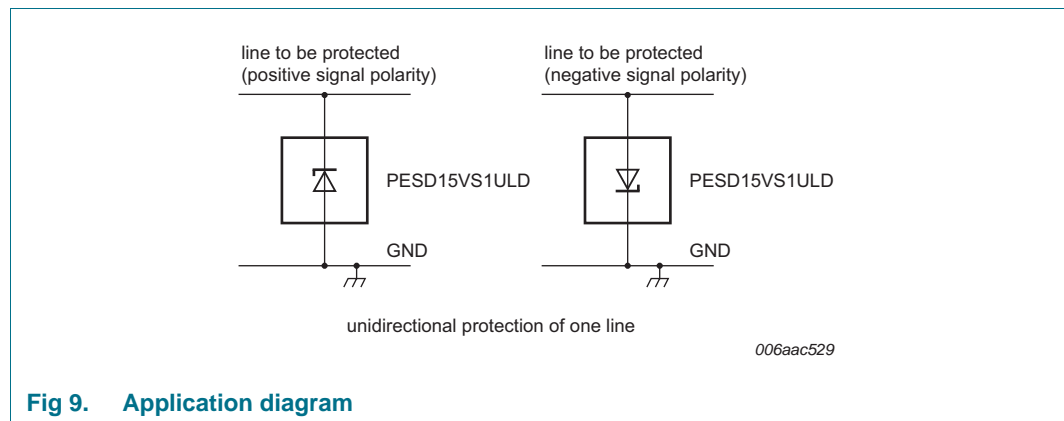 line to be protected
(positive signal polarity)
line to be protected
(negative signal polarity)
PESD15VS1ULD
PESD15VS1ULD
GND
GND
unidirectional protection of one line
006aac529
Fig 9. Application diagram